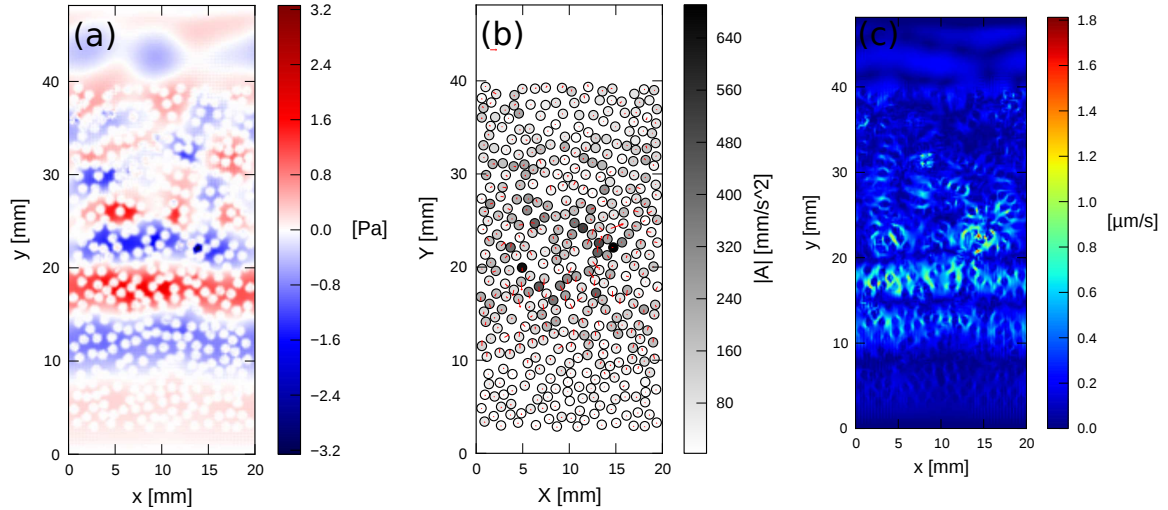 (a)
40
30
20
10
0
y [mm]
0 5 10 15 20
x [mm]
3.2
2.4
1.6
0.8
0.0
−0.8
−1.6
−2.4
−3.2
[Pa]
(b)
40
30
20
10
0
Y [mm]
0 5 10 15 20
X [mm]
640
560
480
400
320
240
160
80
|A| [mm/s^2]
(c)
40
30
20
10
0
y [mm]
0 5 10 15 20
x [mm]
1.8
1.6
1.4
1.2
1.0
0.8
0.6
0.4
0.2
0.0
[µm/s]